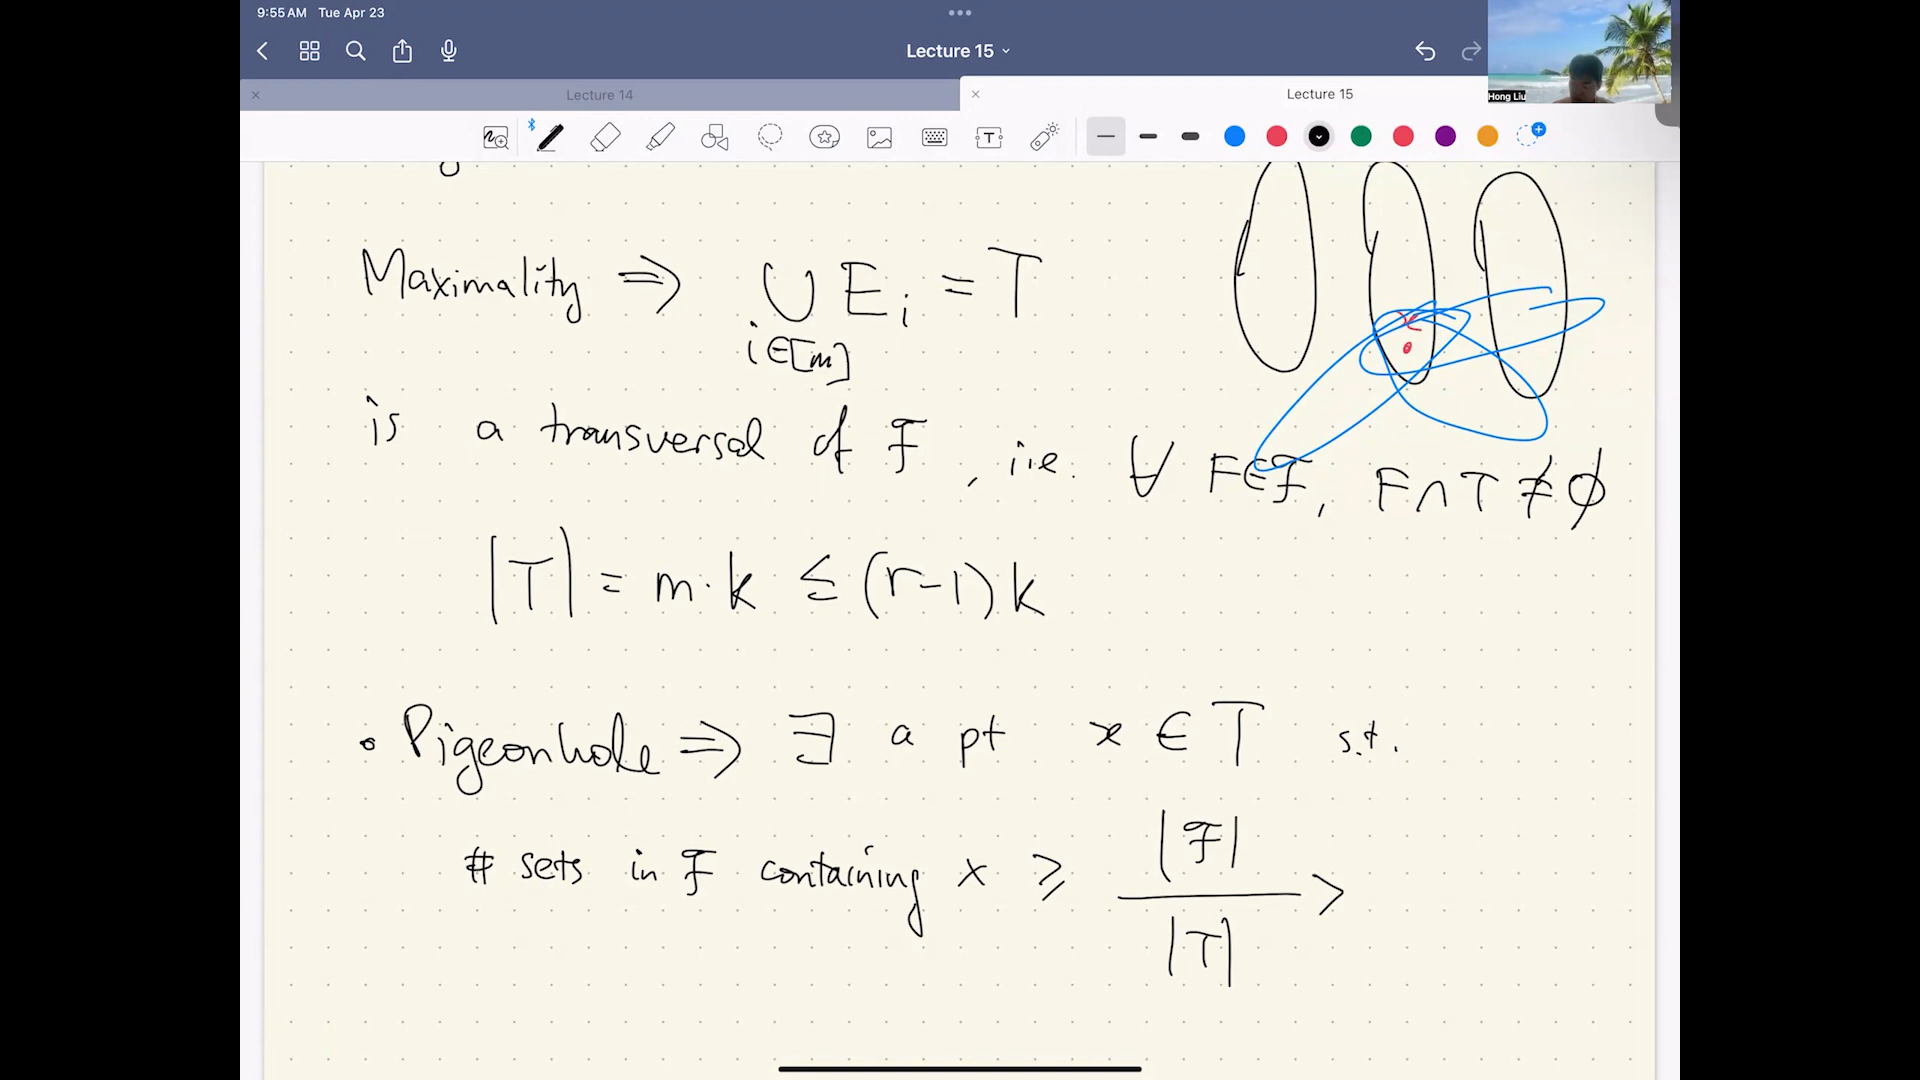 9:55 AM Tue Apr 23
Lecture 15
Lecture 14
Lecture 15
Hong Liu
Maximality ⇒ ∪ E_i = T
i∈[m]
is a transversal of F, i.e. ∀ F∈F, F∩T ≠ ∅
|T| = m·k ≤ (r-1)k
• Pigeonhole ⇒ ∃ a pt x ∈ T s.t.
# sets in F containing x ≥ |F| / |T| >